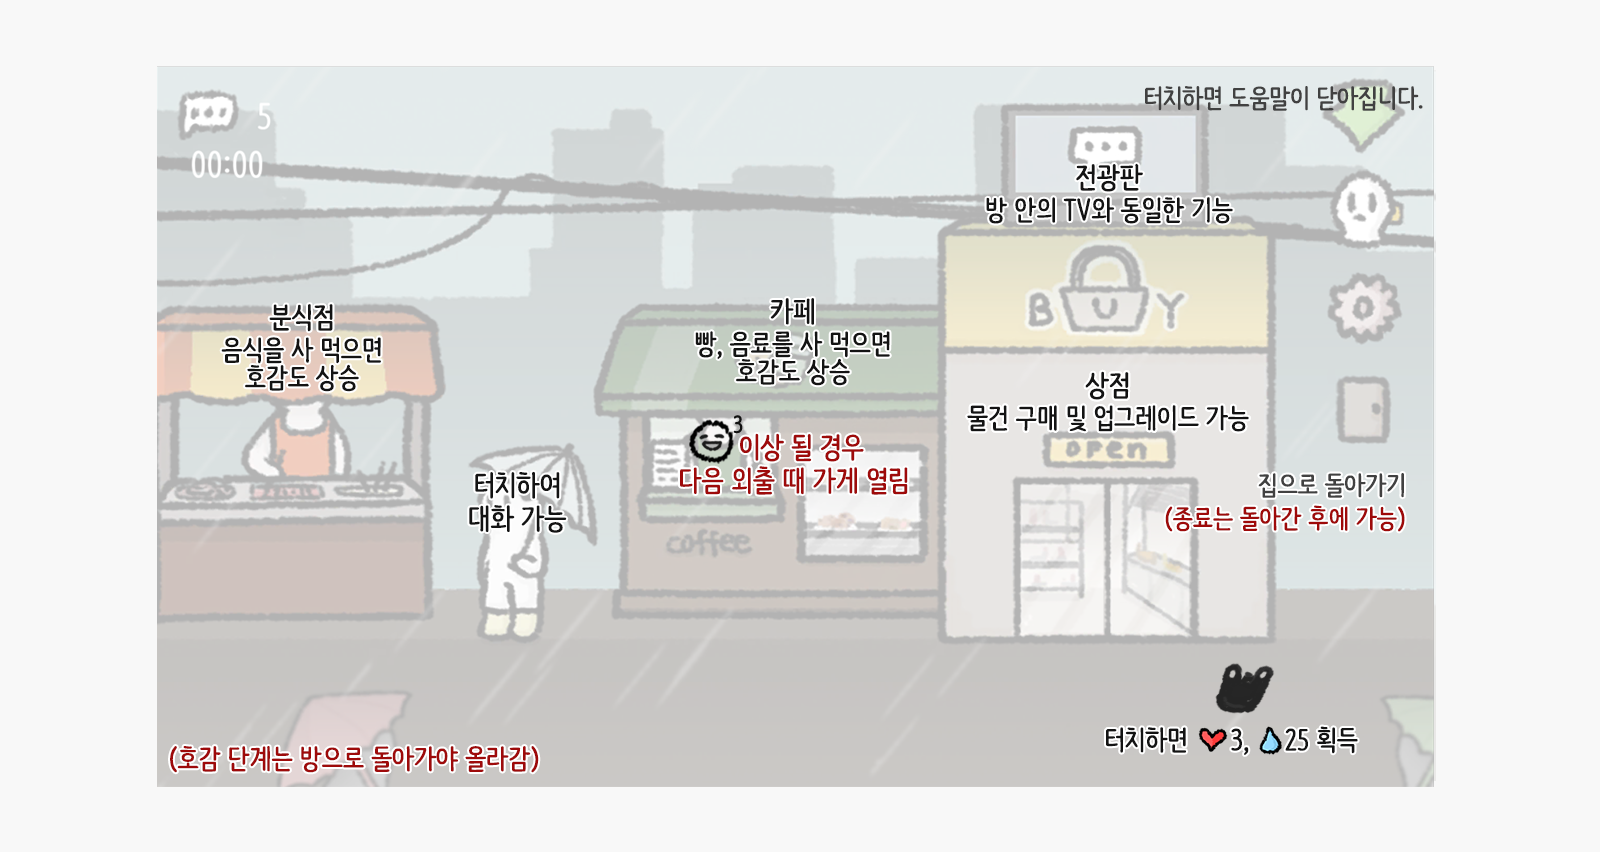 5
00:00
터치하면 도움말이 닫아집니다.
전광판
방 안의 TV와 동일한 기능
BUY
분식점
음식을 사 먹으면
호감도 상승
카페
빵, 음료를 사 먹으면
호감도 상승
3
이상 될 경우
다음 외출 때 가게 열림
상점
물건 구매 및 업그레이드 가능
open
터치하여
대화 가능
coffee
집으로 돌아가기
(종료는 돌아간 후에 가능)
터치하면 3, 25 획득
(호감 단계는 방으로 돌아가야 올라감)